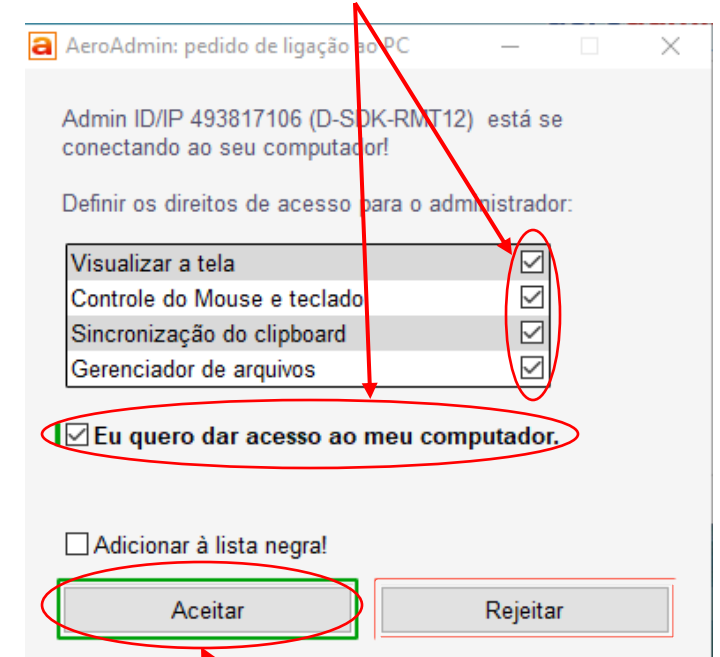 a AeroAdmin: pedido de ligação ao PC
Admin ID/IP 493817106 (D-SDK-RMT12) está se
conectando ao seu computador!
Definir os direitos de acesso para o administrador:
Visualizar a tela
Controle do Mouse e teclado
Sincronização do clipboard
Gerenciador de arquivos
Eu quero dar acesso ao meu computador.
Adicionar à lista negra!
Aceitar
Rejeitar